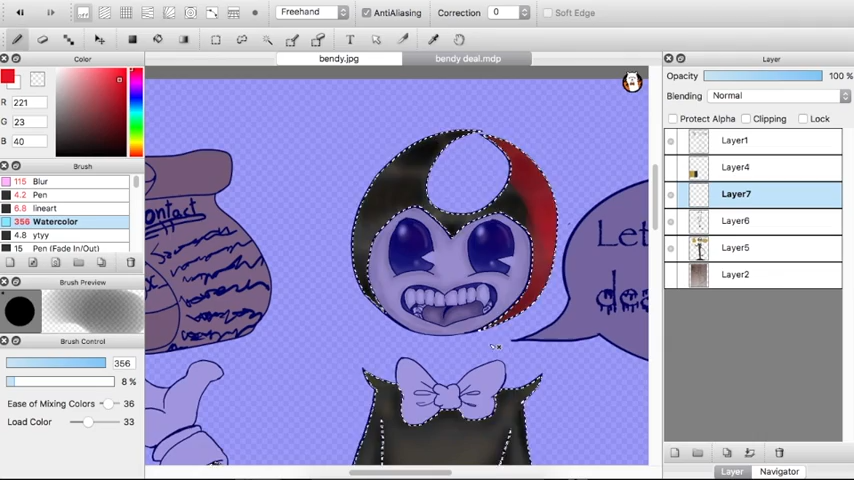 Freehand
AntiAliasing
Correction
0
Soft Edge
bendy.jpg
bendy deal.mdp
Color
R
221
G
23
B
40
Brush
115 Blur
4.2 Pen
6.8 lineart
356 Watercolor
4.8 ytyy
15 Pen (Fade In/Out)
Brush Preview
Brush Control
356
8 %
Ease of Mixing Colors
36
Load Color
33
ontact
Let
Layer
Opacity
100 %
Blending
Normal
Protect Alpha
Clipping
Lock
Layer1
Layer4
Layer7
Layer6
Layer5
Layer2
Layer
Navigator